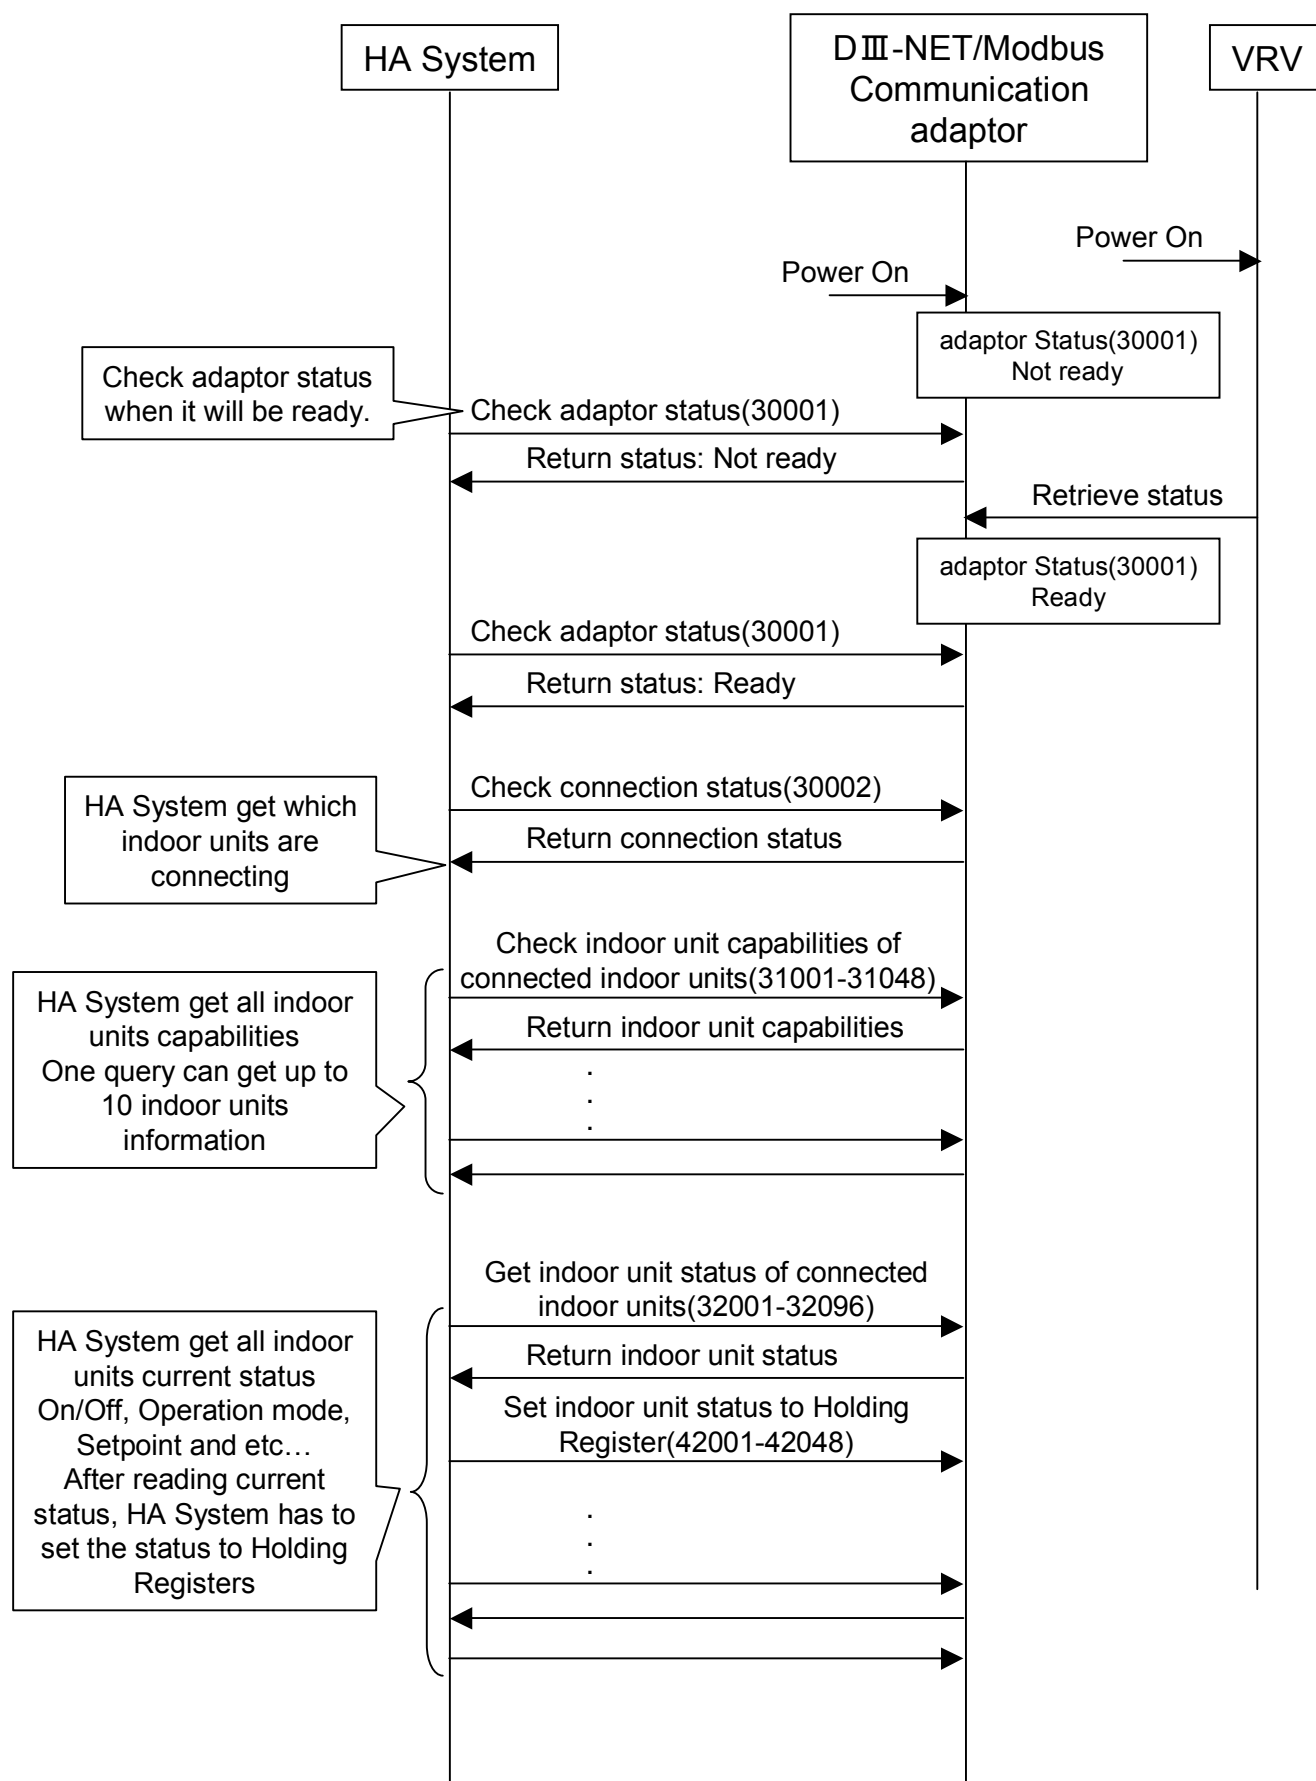 HA System
DⅢ-NET/Modbus
Communication
adaptor
VRV
Power On
Power On
adaptor Status(30001)
Not ready
Check adaptor status
when it will be ready.
Check adaptor status(30001)
Return status: Not ready
Retrieve status
adaptor Status(30001)
Ready
Check adaptor status(30001)
Return status: Ready
HA System get which
indoor units are
connecting
Check connection status(30002)
Return connection status
Check indoor unit capabilities of
connected indoor units(31001-31048)
Return indoor unit capabilities
.
.
.
HA System get all indoor
units capabilities
One query can get up to
10 indoor units
information
Get indoor unit status of connected
indoor units(32001-32096)
Return indoor unit status
Set indoor unit status to Holding
Register(42001-42048)
.
.
.
HA System get all indoor
units current status
On/Off, Operation mode,
Setpoint and etc…
After reading current
status, HA System has to
set the status to Holding
Registers